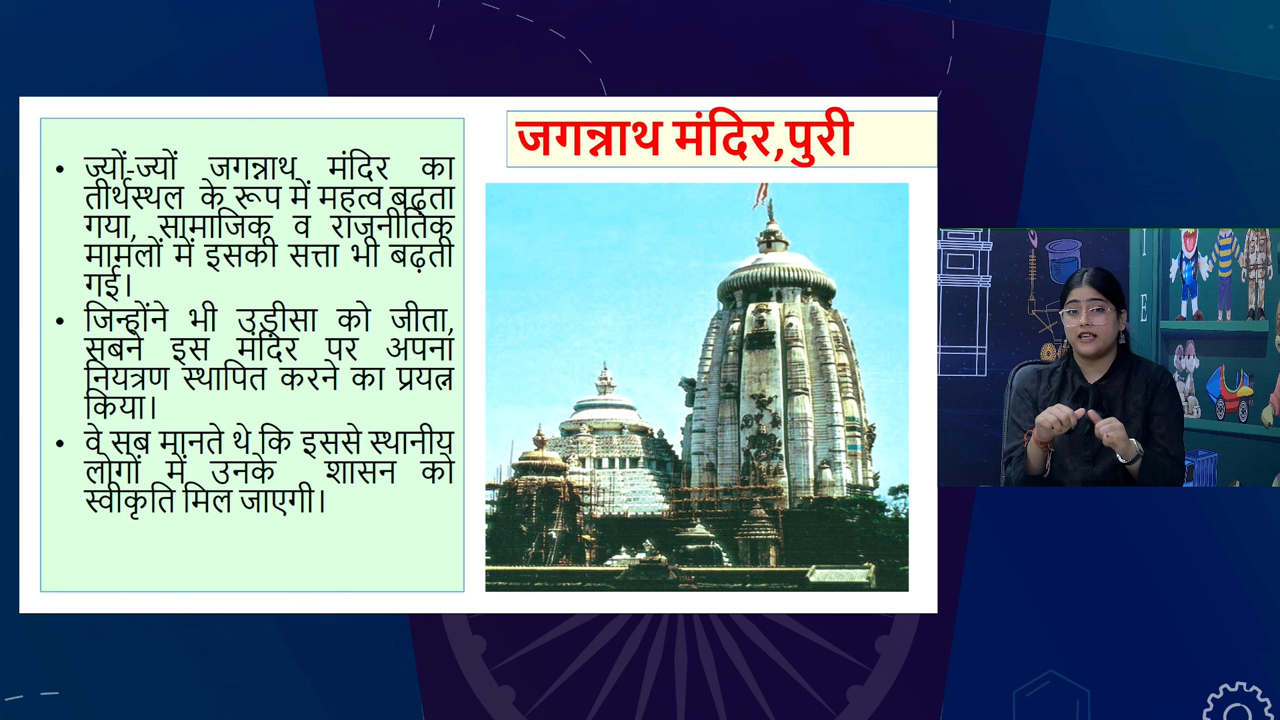 जगन्नाथ मंदिर,पुरी
• ज्यों-ज्यों जगन्नाथ मंदिर का
तीर्थस्थल के रूप में महत्व बढ़ता
गया, सामाजिक व राजनीतिक
मामलों में इसकी सत्ता भी बढ़ती
गई।
• जिन्होंने भी उड़ीसा को जीता,
सबने इस मंदिर पर अपना
नियत्रण स्थापित करने का प्रयत्न
किया।
• वे सब मानते थे कि इससे स्थानीय
लोगों में उनके शासन को
स्वीकृति मिल जाएगी।
I
E